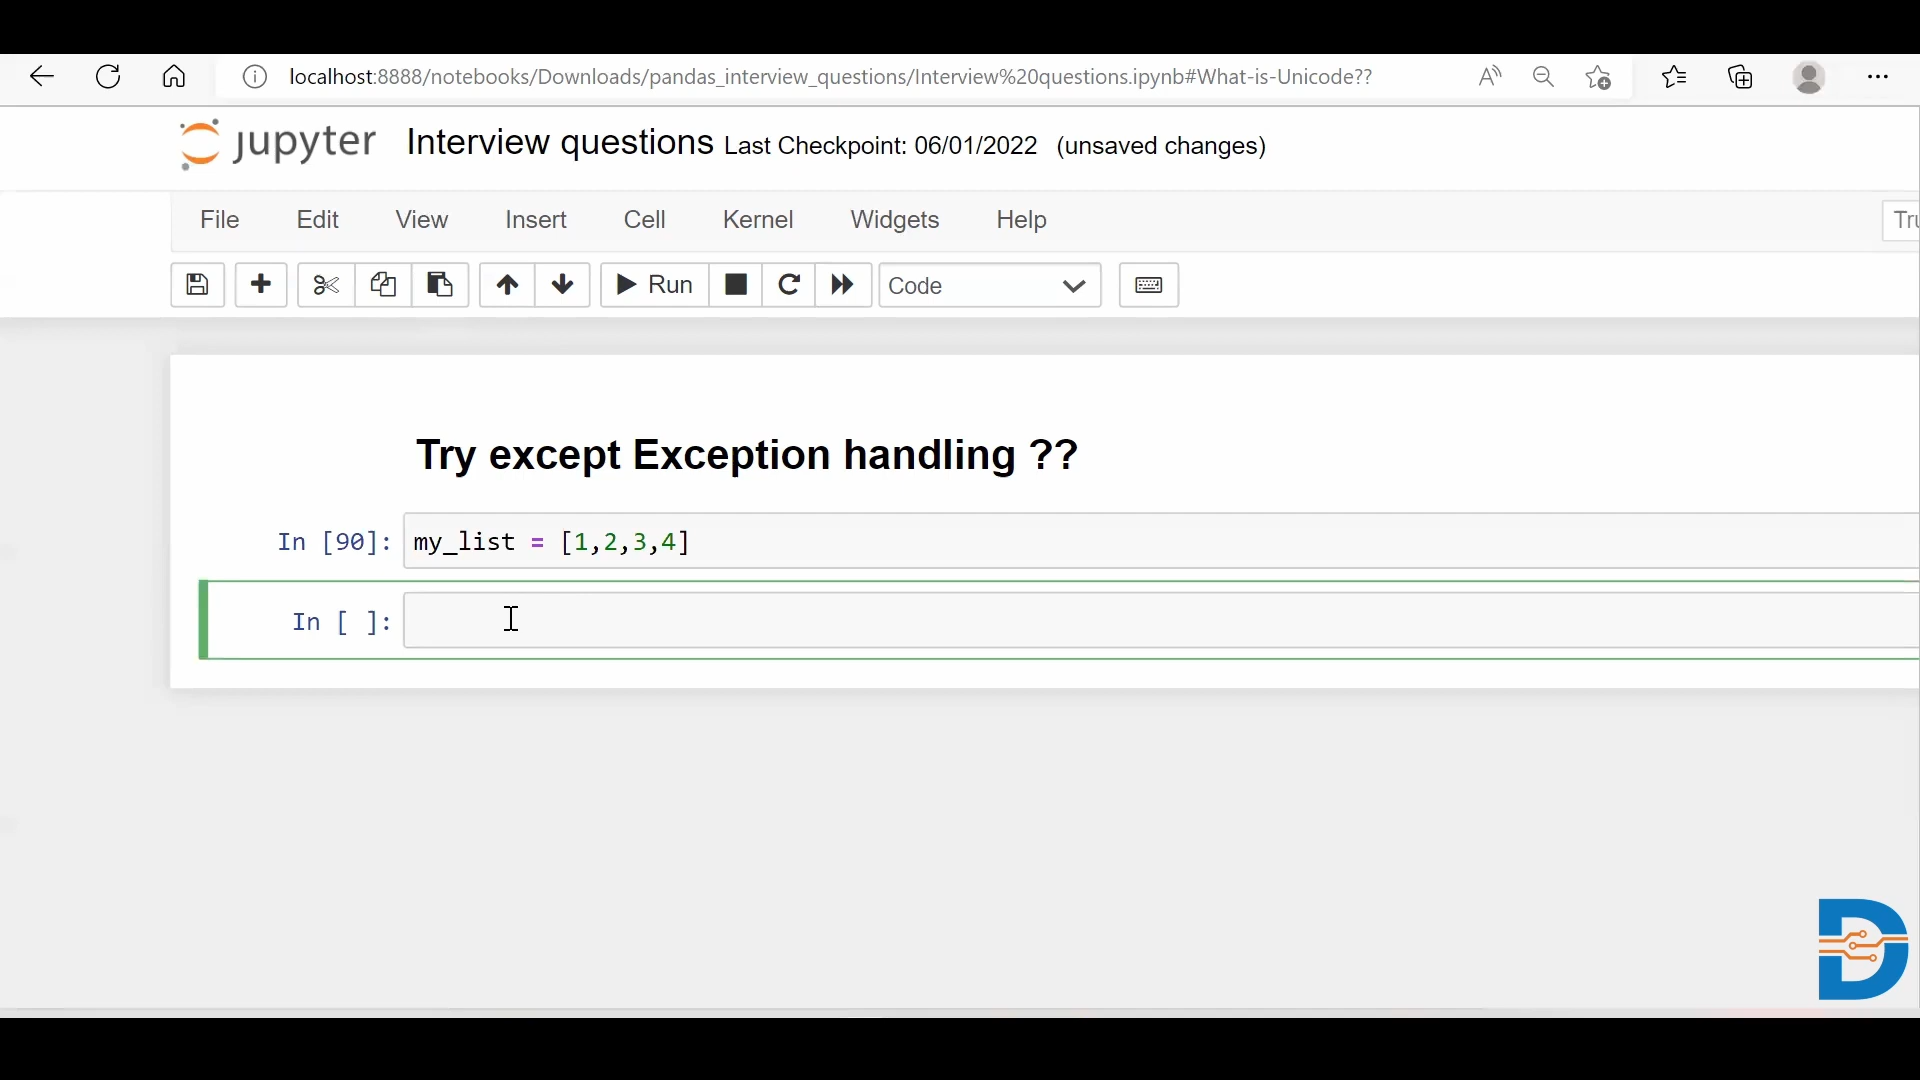 localhost:8888/notebooks/Downloads/pandas_interview_questions/Interview%20questions.ipynb#What-is-Unicode??
jupyter Interview questions Last Checkpoint: 06/01/2022 (unsaved changes)
File Edit View Insert Cell Kernel Widgets Help
Run Code
Try except Exception handling ??
In [90]: my_list = [1,2,3,4]
In [ ]: